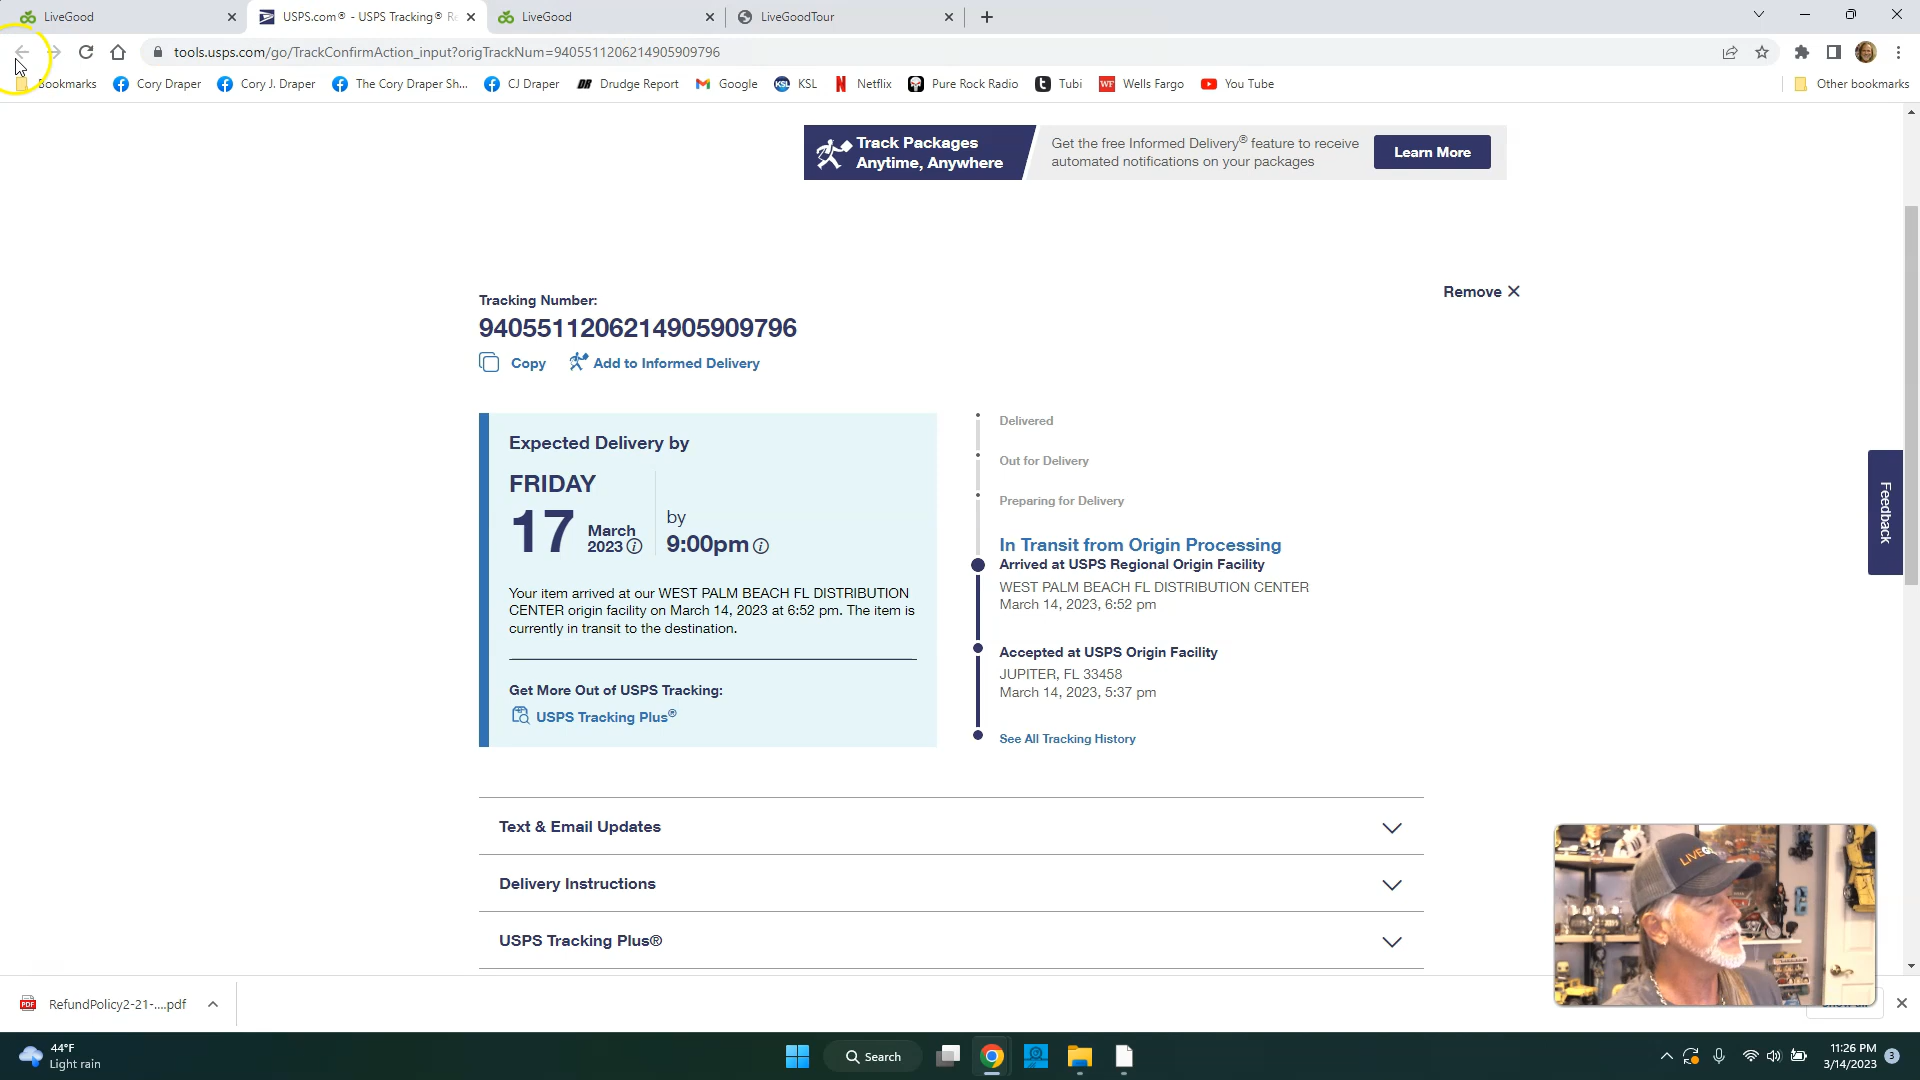 LiveGood
USPS.com® - USPS Tracking® Re
LiveGood
LiveGoodTour
tools.usps.com/go/TrackConfirmAction_input?origTrackNum=9405511206214905909796
Bookmarks
Cory Draper
Cory J. Draper
The Cory Draper Sh...
CJ Draper
Drudge Report
Google
KSL
Netflix
Pure Rock Radio
Tubi
Wells Fargo
You Tube
Other bookmarks
Track Packages
Anytime, Anywhere
Get the free Informed Delivery® feature to receive
automated notifications on your packages
Learn More
Tracking Number:
Remove
9405511206214905909796
Copy
Add to Informed Delivery
Expected Delivery by
FRIDAY
17
March
2023
by
9:00pm
Your item arrived at our WEST PALM BEACH FL DISTRIBUTION
CENTER origin facility on March 14, 2023 at 6:52 pm. The item is
currently in transit to the destination.
Get More Out of USPS Tracking:
USPS Tracking Plus®
Delivered
Out for Delivery
Preparing for Delivery
In Transit from Origin Processing
Arrived at USPS Regional Origin Facility
WEST PALM BEACH FL DISTRIBUTION CENTER
March 14, 2023, 6:52 pm
Accepted at USPS Origin Facility
JUPITER, FL 33458
March 14, 2023, 5:37 pm
See All Tracking History
Feedback
Text & Email Updates
Delivery Instructions
USPS Tracking Plus®
RefundPolicy2-21-....pdf
44°F
Light rain
Search
11:26 PM
3/14/2023
3